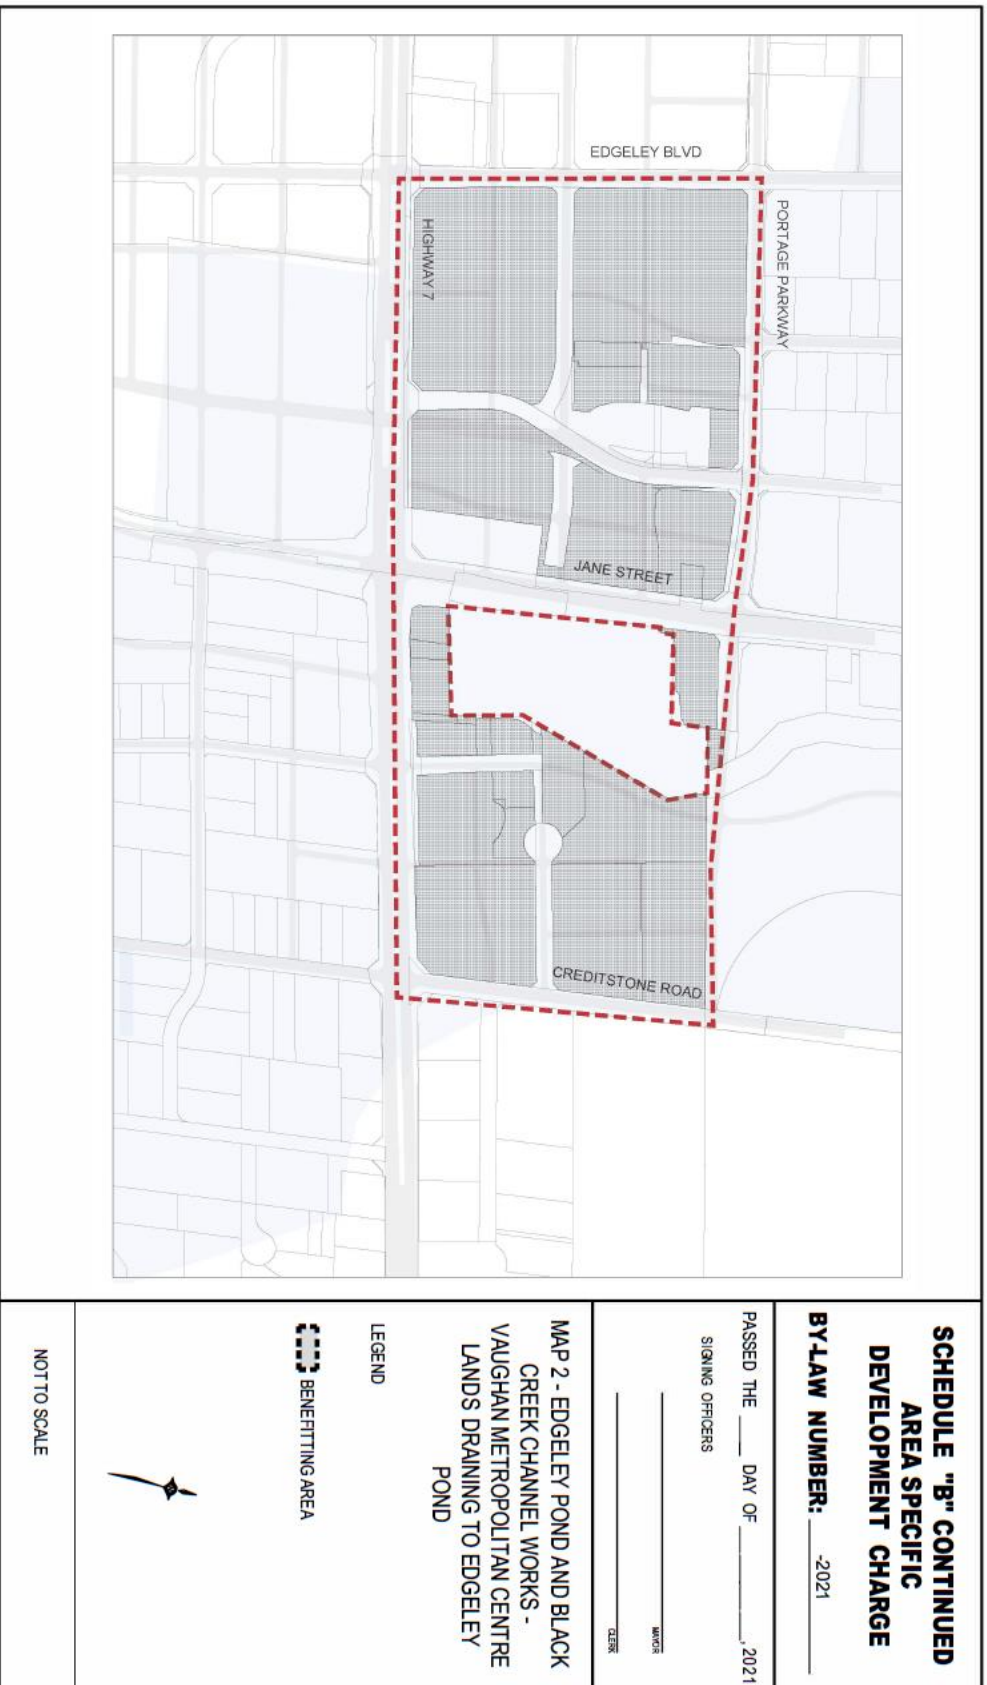 EDGELEY BLVD
PORTAGE PARKWAY
HIGHWAY 7
JANE STREET
CREDITSTONE ROAD
SCHEDULE "B" CONTINUED
AREA SPECIFIC
DEVELOPMENT CHARGE
BY-LAW NUMBER: ________ -2021
PASSED THE ___ DAY OF __________, 2021
SIGNING OFFICERS
MAYOR
CLERK
MAP 2 - EDGELEY POND AND BLACK
CREEK CHANNEL WORKS -
VAUGHAN METROPOLITAN CENTRE
LANDS DRAINING TO EDGELEY
POND
LEGEND
BENEFITTING AREA
NOT TO SCALE